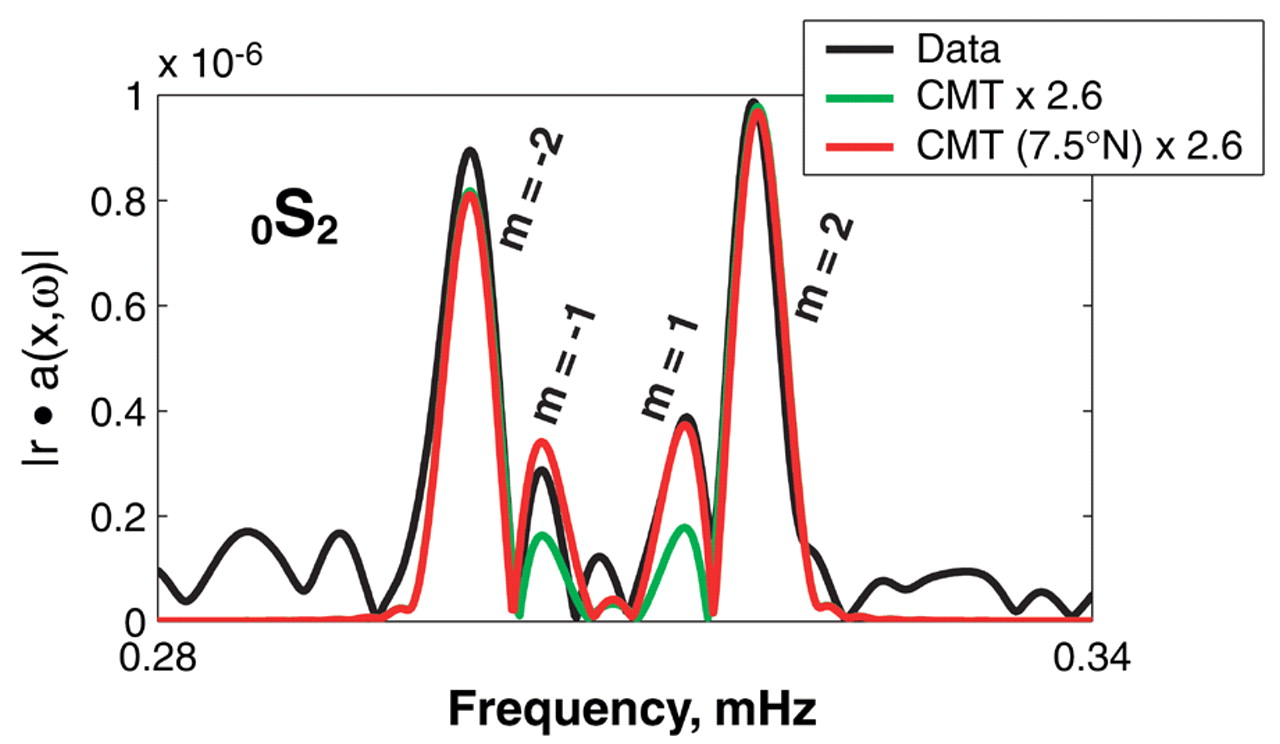 x 10⁻⁶
Data
CMT x 2.6
CMT (7.5°N) x 2.6
₀S₂
m = -2
m = -1
m = 1
m = 2
|r • a(x,ω)|
1
0.8
0.6
0.4
0.2
0
0.28
0.34
Frequency, mHz